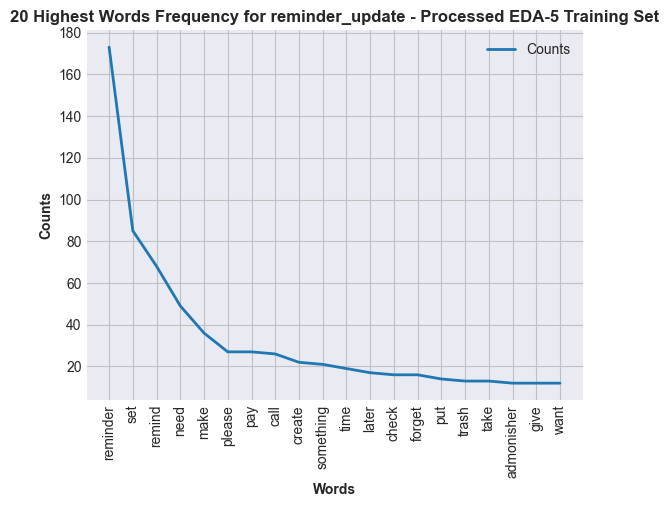 20 Highest Words Frequency for reminder_update - Processed EDA-5 Training Set
Counts
180
160
140
120
100
80
60
40
20
Counts
reminder
set
remind
need
make
please
pay
call
create
something
time
later
check
forget
put
trash
take
admonisher
give
want
Words